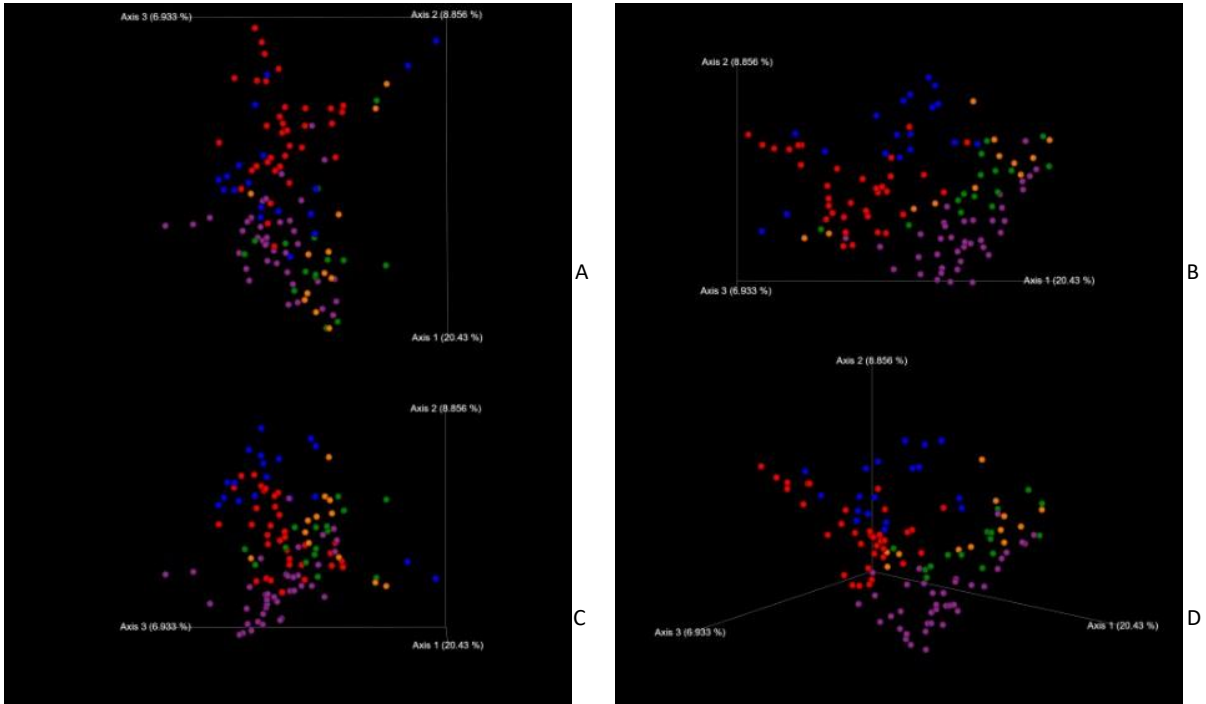 Axis 3 (6.933 %)
Axis 2 (8.856 %)
Axis 1 (20.43 %)
A
Axis 2 (8.856 %)
Axis 3 (6.933 %)
Axis 1 (20.43 %)
B
Axis 2 (8.856 %)
Axis 3 (6.933 %)
Axis 1 (20.43 %)
C
Axis 2 (8.856 %)
Axis 3 (6.933 %)
Axis 1 (20.43 %)
D